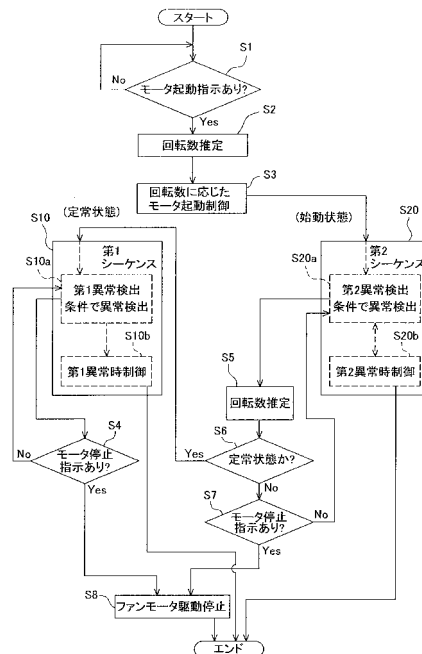 スタート
S1
モータ起動指示あり?
No
Yes
S2
回転数推定
S3
回転数に応じた
モータ起動制御
(定常状態)
(始動状態)
S10
第1
シーケンス
S10a
第1異常検出
条件で異常検出
S10b
第1異常時制御
S20
第2
シーケンス
S20a
第2異常検出
条件で異常検出
S20b
第2異常時制御
S5
回転数推定
S4
モータ停止
指示あり?
No
Yes
S6
定常状態か?
Yes
No
S7
モータ停止
指示あり?
No
Yes
S8
ファンモータ駆動停止
エンド